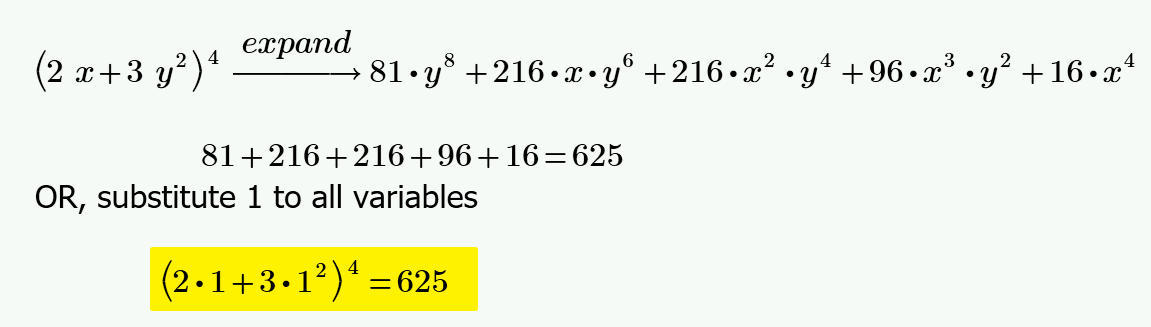 (2 x+3 y²)⁴ expand→ 81·y⁸+216·x·y⁶+216·x²·y⁴+96·x³·y²+16·x⁴
81+216+216+96+16=625
OR, substitute 1 to all variables
(2·1+3·1²)⁴=625